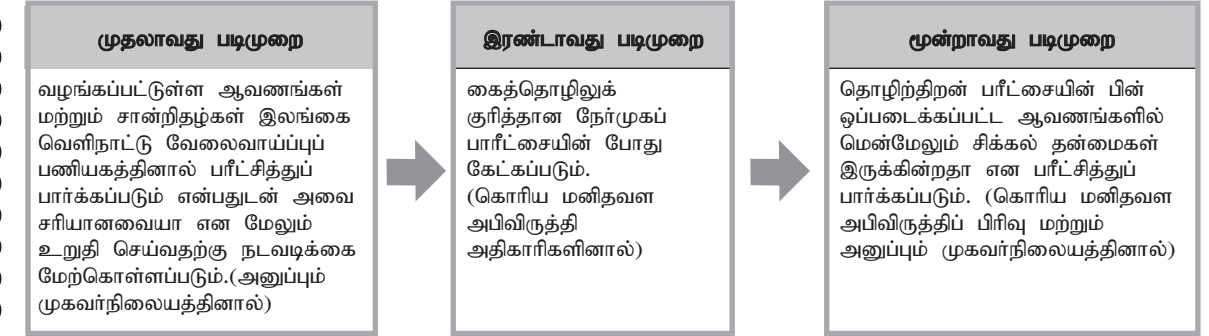 முதலாவது படிமுறை
வழங்கப்பட்டுள்ள ஆவணங்கள்
மற்றும் சான்றிதழ்கள் இலங்கை
வெளிநாட்டு வேலைவாய்ப்புப்
பணியகத்தினால் பரீட்சித்துப்
பார்க்கப்படும் என்பதுடன் அவை
சரியானவையா என மேலும்
உறுதி செய்வதற்கு நடவடிக்கை
மேற்கொள்ளப்படும்.(அனுப்பும்
முகவர்நிலையத்தினால்)
இரண்டாவது படிமுறை
கைத்தொழிலுக்
குரித்தான நேர்முகப்
பாரீட்சையின் போது
கேட்கப்படும்.
(கொரிய மனிதவள
அபிவிருத்தி
அதிகாரிகளினால்)
மூன்றாவது படிமுறை
தொழிற்திறன் பரீட்சையின் பின்
ஒப்படைக்கப்பட்ட ஆவணங்களில்
மென்மேலும் சிக்கல் தன்மைகள்
இருக்கின்றதா என பரீட்சித்துப்
பார்க்கப்படும். (கொரிய மனிதவள
அபிவிருத்திப் பிரிவு மற்றும்
அனுப்பும் முகவர்நிலையத்தினால்)